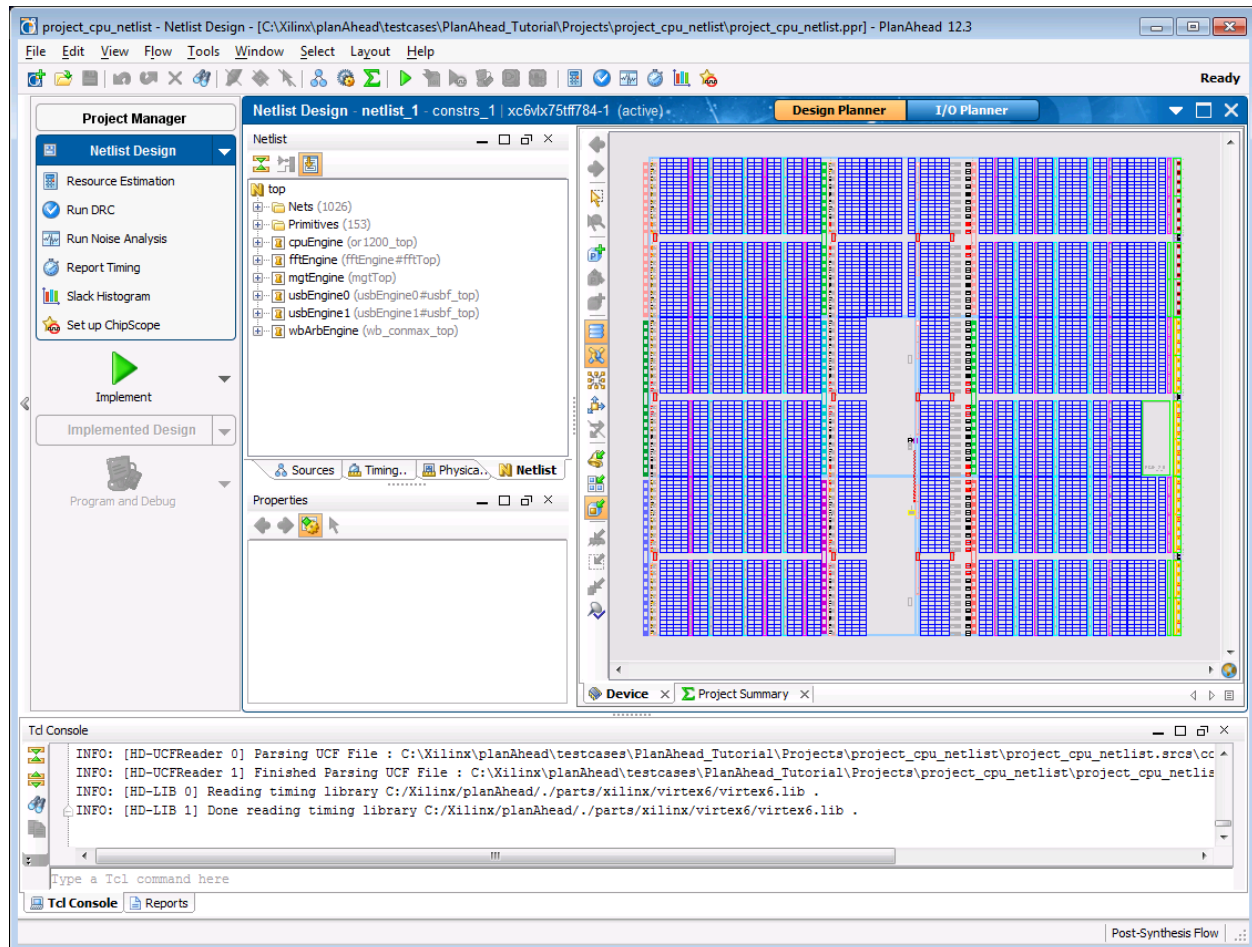 project_cpu_netlist - Netlist Design - [C:\Xilinx\planAhead\testcases\PlanAhead_Tutorial\Projects\project_cpu_netlist\project_cpu_netlist.ppr] - PlanAhead 12.3
File Edit View Flow Tools Window Select Layout Help
Ready
Project Manager
Netlist Design
Resource Estimation
Run DRC
Run Noise Analysis
Report Timing
Slack Histogram
Set up ChipScope
Implement
Implemented Design
Program and Debug
Netlist Design - netlist_1 - constrs_1 | xc6vlx75tff784-1 (active)
Design Planner
I/O Planner
Netlist
top
Nets (1026)
Primitives (153)
cpuEngine (or1200_top)
fftEngine (fftEngine#fftTop)
mgtEngine (mgtTop)
usbEngine0 (usbEngine0#usbf_top)
usbEngine1 (usbEngine1#usbf_top)
wbArbEngine (wb_conmax_top)
Sources Timing.. Physica.. Netlist
Properties
Device Project Summary
Tcl Console
INFO: [HD-UCFReader 0] Parsing UCF File : C:\Xilinx\planAhead\testcases\PlanAhead_Tutorial\Projects\project_cpu_netlist\project_cpu_netlist.srcs\cc
INFO: [HD-UCFReader 1] Finished Parsing UCF File : C:\Xilinx\planAhead\testcases\PlanAhead_Tutorial\Projects\project_cpu_netlist\project_cpu_netlis
INFO: [HD-LIB 0] Reading timing library C:/Xilinx/planAhead/./parts/xilinx/virtex6/virtex6.lib .
INFO: [HD-LIB 1] Done reading timing library C:/Xilinx/planAhead/./parts/xilinx/virtex6/virtex6.lib .
Type a Tcl command here
Tcl Console Reports
Post-Synthesis Flow